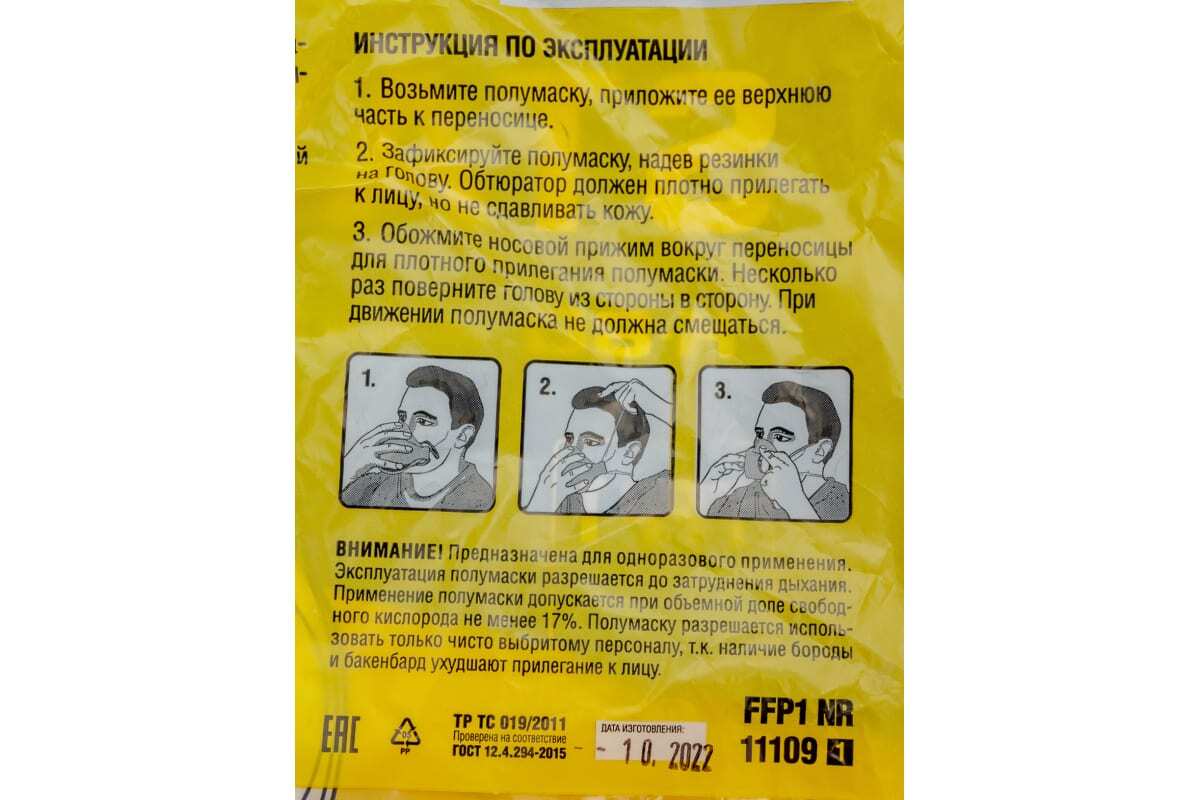 ИНСТРУКЦИЯ ПО ЭКСПЛУАТАЦИИ
1. Возьмите полумаску, приложите ее верхнюю
часть к переносице.
2. Зафиксируйте полумаску, надев резинки
на голову. Обтюратор должен плотно прилегать
к лицу, но не сдавливать кожу.
3. Обожмите носовой прижим вокруг переносицы
для плотного прилегания полумаски. Несколько
раз поверните голову из стороны в сторону. При
движении полумаска не должна смещаться.
1.
2.
3.
ВНИМАНИЕ! Предназначена для одноразового применения.
Эксплуатация полумаски разрешается до затруднения дыхания.
Применение полумаски допускается при объемной доле свобод-
ного кислорода не менее 17%. Полумаску разрешается исполь-
зовать только чисто выбритому персоналу, т.к. наличие бороды
и бакенбард ухудшают прилегание к лицу.
EAC
05
PP
ТР ТС 019/2011
Проверена на соответствие
ГОСТ 12.4.294-2015
ДАТА ИЗГОТОВЛЕНИЯ:
- 10. 2022
FFP1 NR
11109 1